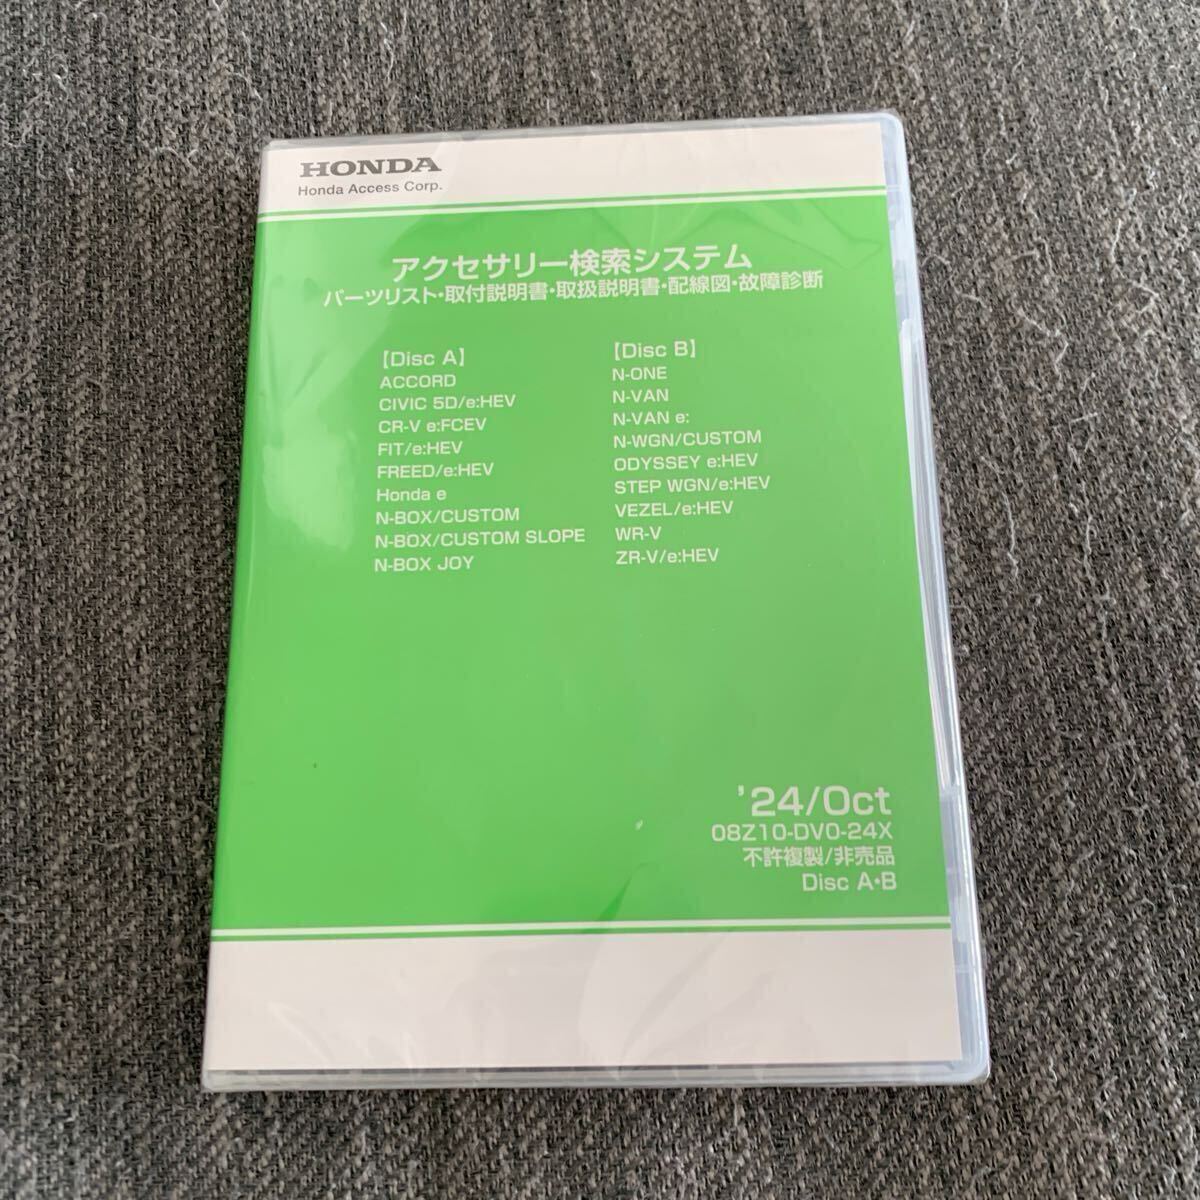 HONDA
Honda Access Corp.
アクセサリー検索システム
パーツリスト・取付説明書・取扱説明書・配線図・故障診断
【Disc A】
ACCORD
CIVIC 5D/e:HEV
CR-V e:FCEV
FIT/e:HEV
FREED/e:HEV
Honda e
N-BOX/CUSTOM
N-BOX/CUSTOM SLOPE
N-BOX JOY
【Disc B】
N-ONE
N-VAN
N-VAN e:
N-WGN/CUSTOM
ODYSSEY e:HEV
STEP WGN/e:HEV
VEZEL/e:HEV
WR-V
ZR-V/e:HEV
'24/Oct
08Z10-DV0-24X
不許複製/非売品
Disc A・B